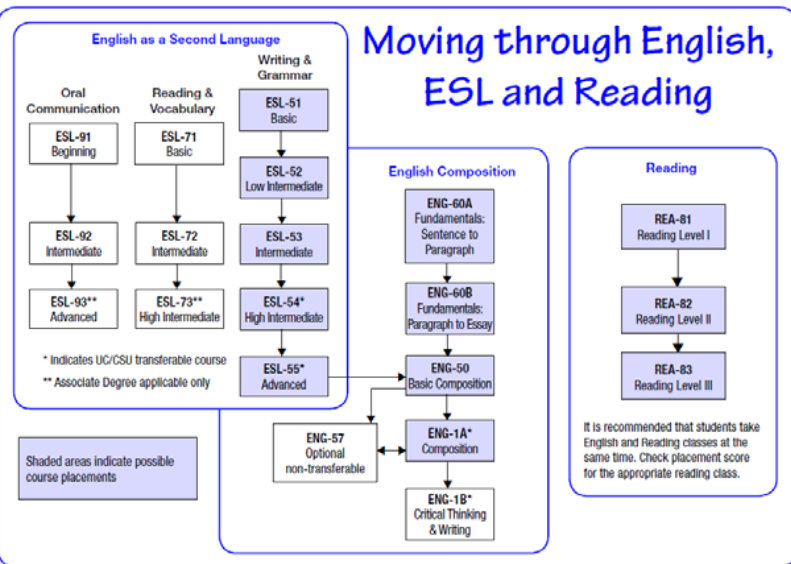 Moving through English,
ESL and Reading
English as a Second Language
Oral
Communication
ESL-91
Beginning
ESL-92
Intermediate
ESL-93**
Advanced
Reading &
Vocabulary
ESL-71
Basic
ESL-72
Intermediate
ESL-73**
High Intermediate
Writing &
Grammar
ESL-51
Basic
ESL-52
Low Intermediate
ESL-53
Intermediate
ESL-54*
High Intermediate
ESL-55*
Advanced
* Indicates UC/CSU transferable course
** Associate Degree applicable only
Shaded areas indicate possible
course placements
English Composition
ENG-60A
Fundamentals:
Sentence to
Paragraph
ENG-60B
Fundamentals:
Paragraph to Essay
ENG-50
Basic Composition
ENG-57
Optional
non-transferable
ENG-1A*
Composition
ENG-1B*
Critical Thinking
& Writing
Reading
REA-81
Reading Level I
REA-82
Reading Level II
REA-83
Reading Level III
It is recommended that students take
English and Reading classes at the
same time. Check placement score
for the appropriate reading class.